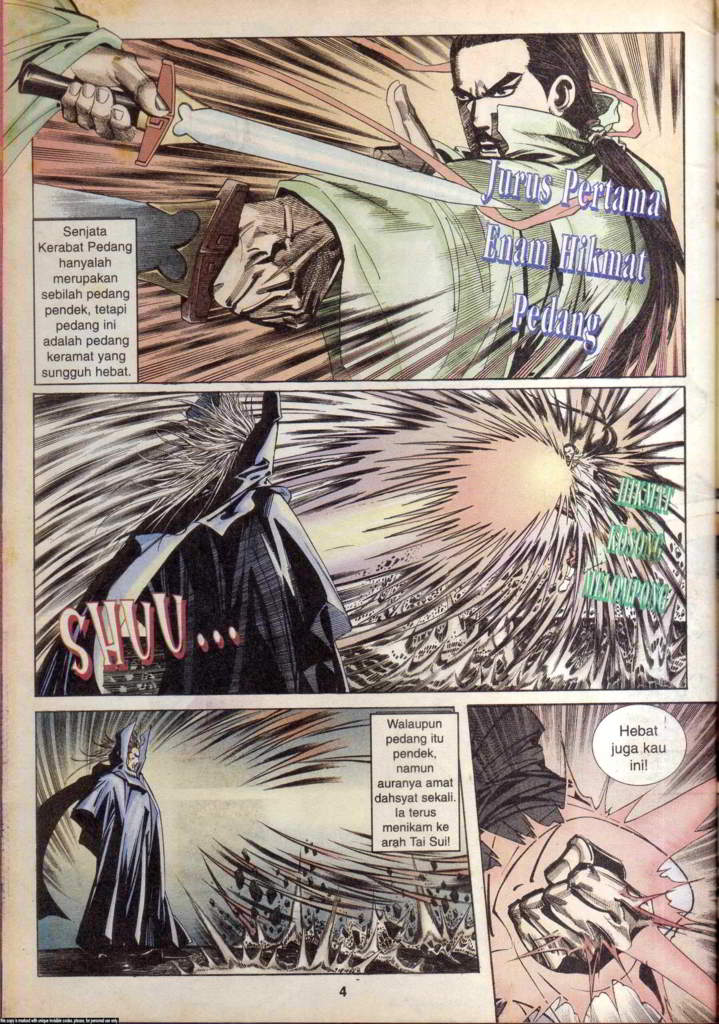 Jurus Pertama
Enam Hikmat
Pedang
Senjata
Kerabat Pedang
hanyalah
merupakan
sebilah pedang
pendek, tetapi
pedang ini
adalah pedang
keramat yang
sungguh hebat.
HIKMAT
KOSONG
MELOMPONG
SHUU...
Walaupun
pedang itu
pendek,
namun
auranya amat
dahsyat sekali.
Ia terus
menikam ke
arah Tai Sui!
Hebat
juga kau
ini!
4